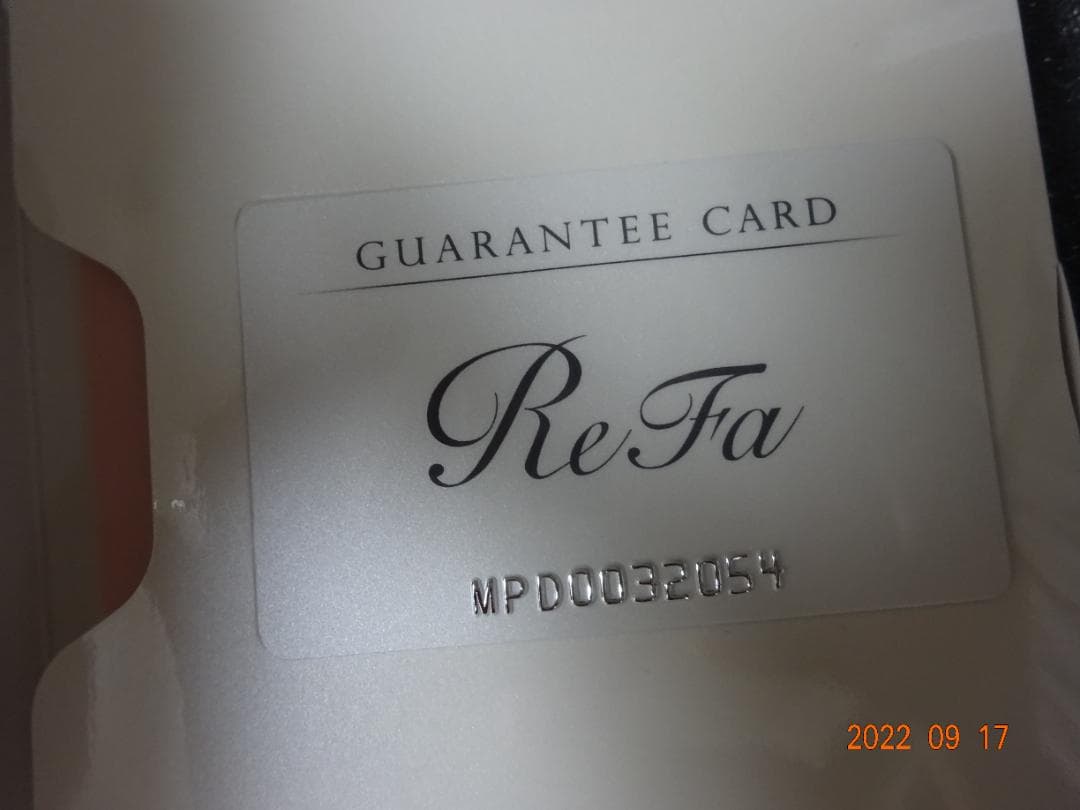 GUARANTEE CARD
ReFa
MPD0032054
2022 09 17